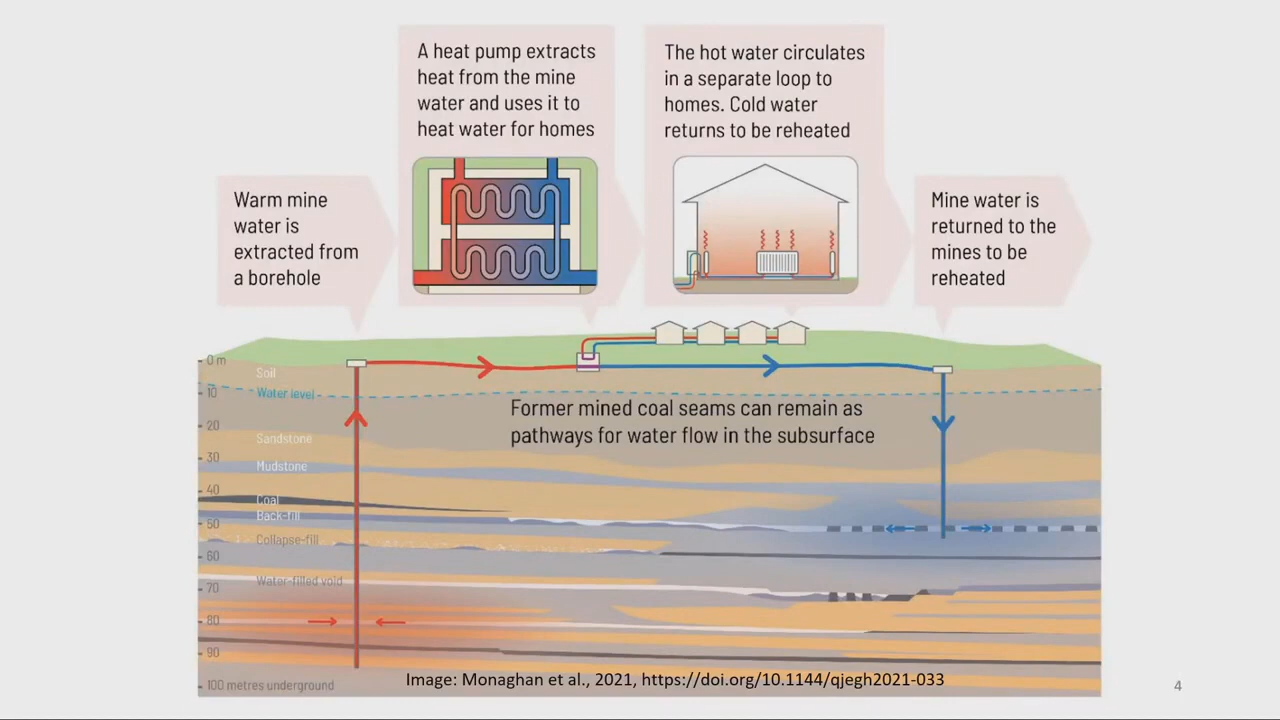 A heat pump extracts
heat from the mine
water and uses it to
heat water for homes
The hot water circulates
in a separate loop to
homes. Cold water
returns to be reheated
Warm mine
water is
extracted from
a borehole
Mine water is
returned to the
mines to be
reheated
0 m
Soil
10
Water level
Former mined coal seams can remain as
pathways for water flow in the subsurface
20
Sandstone
30
Mudstone
40
Coal
Back-fill
50
Collapse-fill
60
Water-filled void
70
80
90
100 metres underground
Image: Monaghan et al., 2021, https://doi.org/10.1144/qjegh2021-033
4